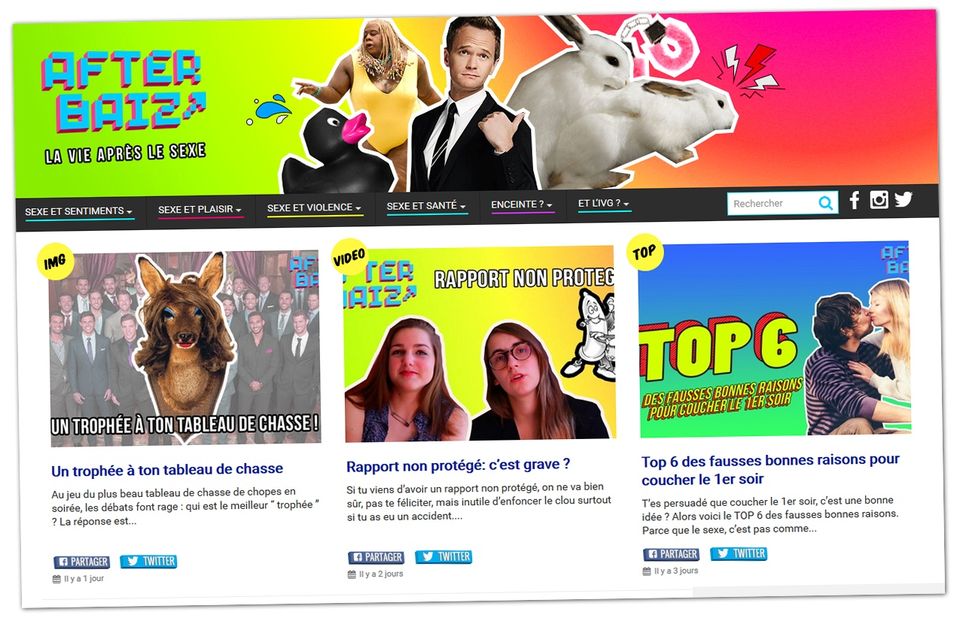 AFTER
BAIZ
LA VIE APRÈS LE SEXE
SEXE ET SENTIMENTS
SEXE ET PLAISIR
SEXE ET VIOLENCE
SEXE ET SANTÉ
ENCEINTE ?
ET L'IVG ?
Rechercher
IMG
UN TROPHÉE À TON TABLEAU DE CHASSE !
Un trophée à ton tableau de chasse
Au jeu du plus beau tableau de chasse de chopes en
soirée, les débats font rage : qui est le meilleur " trophée "
? La réponse est...
PARTAGER
TWITTER
Il y a 1 jour
VIDEO
AFTER
BAIZ
RAPPORT NON PROTEG
Rapport non protégé: c'est grave ?
Si tu viens d'avoir un rapport non protégé, on ne va bien
sûr, pas te féliciter, mais inutile d'enfoncer le clou surtout
si tu as eu un accident....
PARTAGER
TWITTER
Il y a 2 jours
TOP
TOP 6
DES FAUSSES BONNES RAISONS
POUR COUCHER LE 1ER SOIR
Top 6 des fausses bonnes raisons pour
coucher le 1er soir
T'es persuadé que coucher le 1er soir, c'est une bonne
idée ? Alors voici le TOP 6 des fausses bonnes raisons.
Parce que le sexe, c'est pas comme...
PARTAGER
TWITTER
Il y a 3 jours